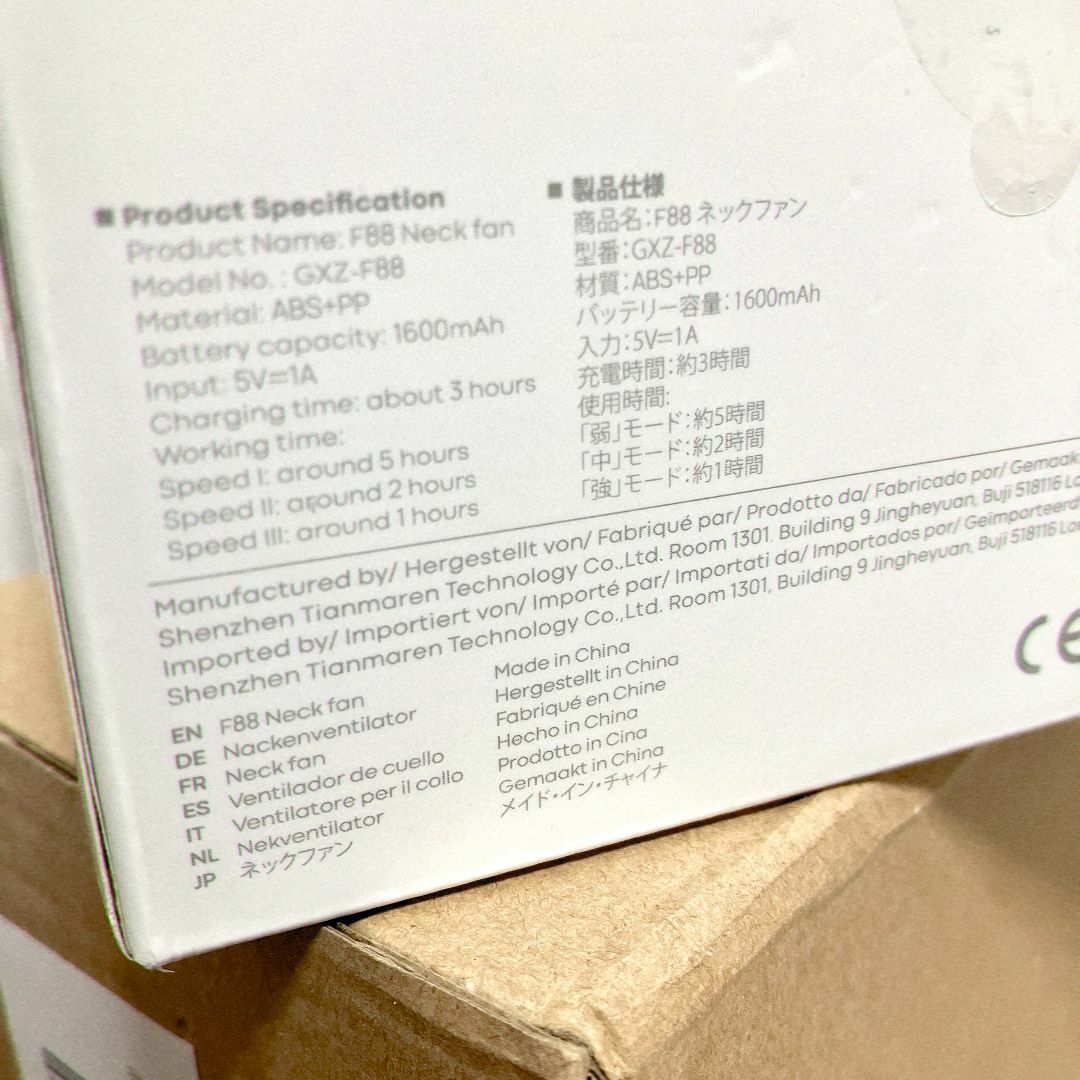 ■ Product Specification
Product Name: F88 Neck fan
Model No. : GXZ-F88
Material: ABS+PP
Battery capacity: 1600mAh
Input: 5V=1A
Charging time: about 3 hours
Working time:
Speed I: around 5 hours
Speed II: around 2 hours
Speed III: around 1 hours
■ 製品仕様
商品名:F88 ネックファン
型番:GXZ-F88
材質:ABS+PP
バッテリー容量:1600mAh
入力:5V=1A
充電時間:約3時間
使用時間:
「弱」モード:約5時間
「中」モード:約2時間
「強」モード:約1時間
Manufactured by/ Hergestellt von/ Fabriqué par/ Prodotto da/ Fabricado por/ Gemaakt
Shenzhen Tianmaren Technology Co.,Ltd. Room 1301, Building 9 Jingheyuan, Buji 518116
Imported by/ Importiert von/ Importé par/ Importati da/ Importados por/ Geïmporteerd
Shenzhen Tianmaren Technology Co.,Ltd. Room 1301, Building 9 Jingheyuan, Buji 518116
EN F88 Neck fan
DE Nackenventilator
FR Neck fan
ES Ventilador de cuello
IT Ventilatore per il collo
NL Nekventilator
JP ネックファン
Made in China
Hergestellt in China
Fabriqué en Chine
Hecho in China
Prodotto in Cina
Gemaakt in China
メイド・イン・チャイナ
CE